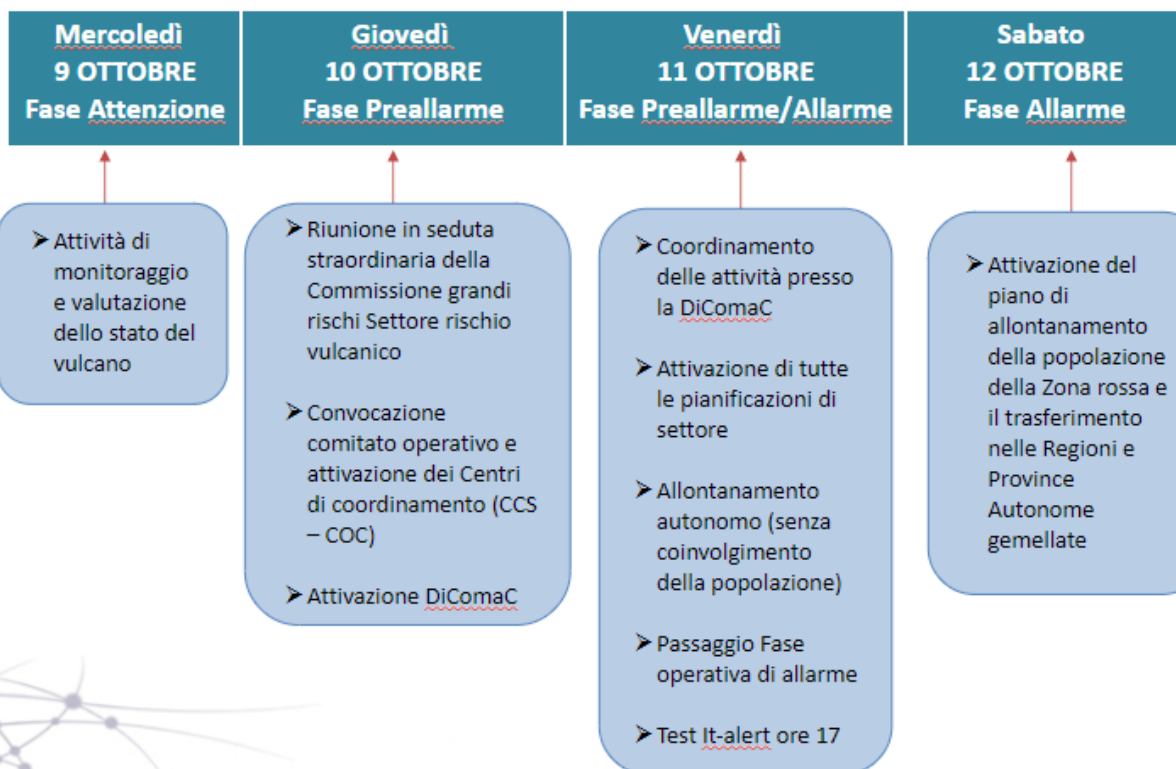 Mercoledì
9 OTTOBRE
Fase Attenzione
Giovedì
10 OTTOBRE
Fase Preallarme
Venerdì
11 OTTOBRE
Fase Preallarme/Allarme
Sabato
12 OTTOBRE
Fase Allarme
➤ Attività di
monitoraggio
e valutazione
dello stato del
vulcano
➤ Riunione in seduta
straordinaria della
Commissione grandi
rischi Settore rischio
vulcanico
➤ Convocazione
comitato operativo e
attivazione dei Centri
di coordinamento (CCS
– COC)
➤ Attivazione DiComaC
➤ Coordinamento
delle attività presso
la DiComaC
➤ Attivazione di tutte
le pianificazioni di
settore
➤ Allontanamento
autonomo (senza
coinvolgimento
della popolazione)
➤ Passaggio Fase
operativa di allarme
➤ Test It-alert ore 17
➤ Attivazione del
piano di
allontanamento
della popolazione
della Zona rossa e
il trasferimento
nelle Regioni e
Province
Autonome
gemellate